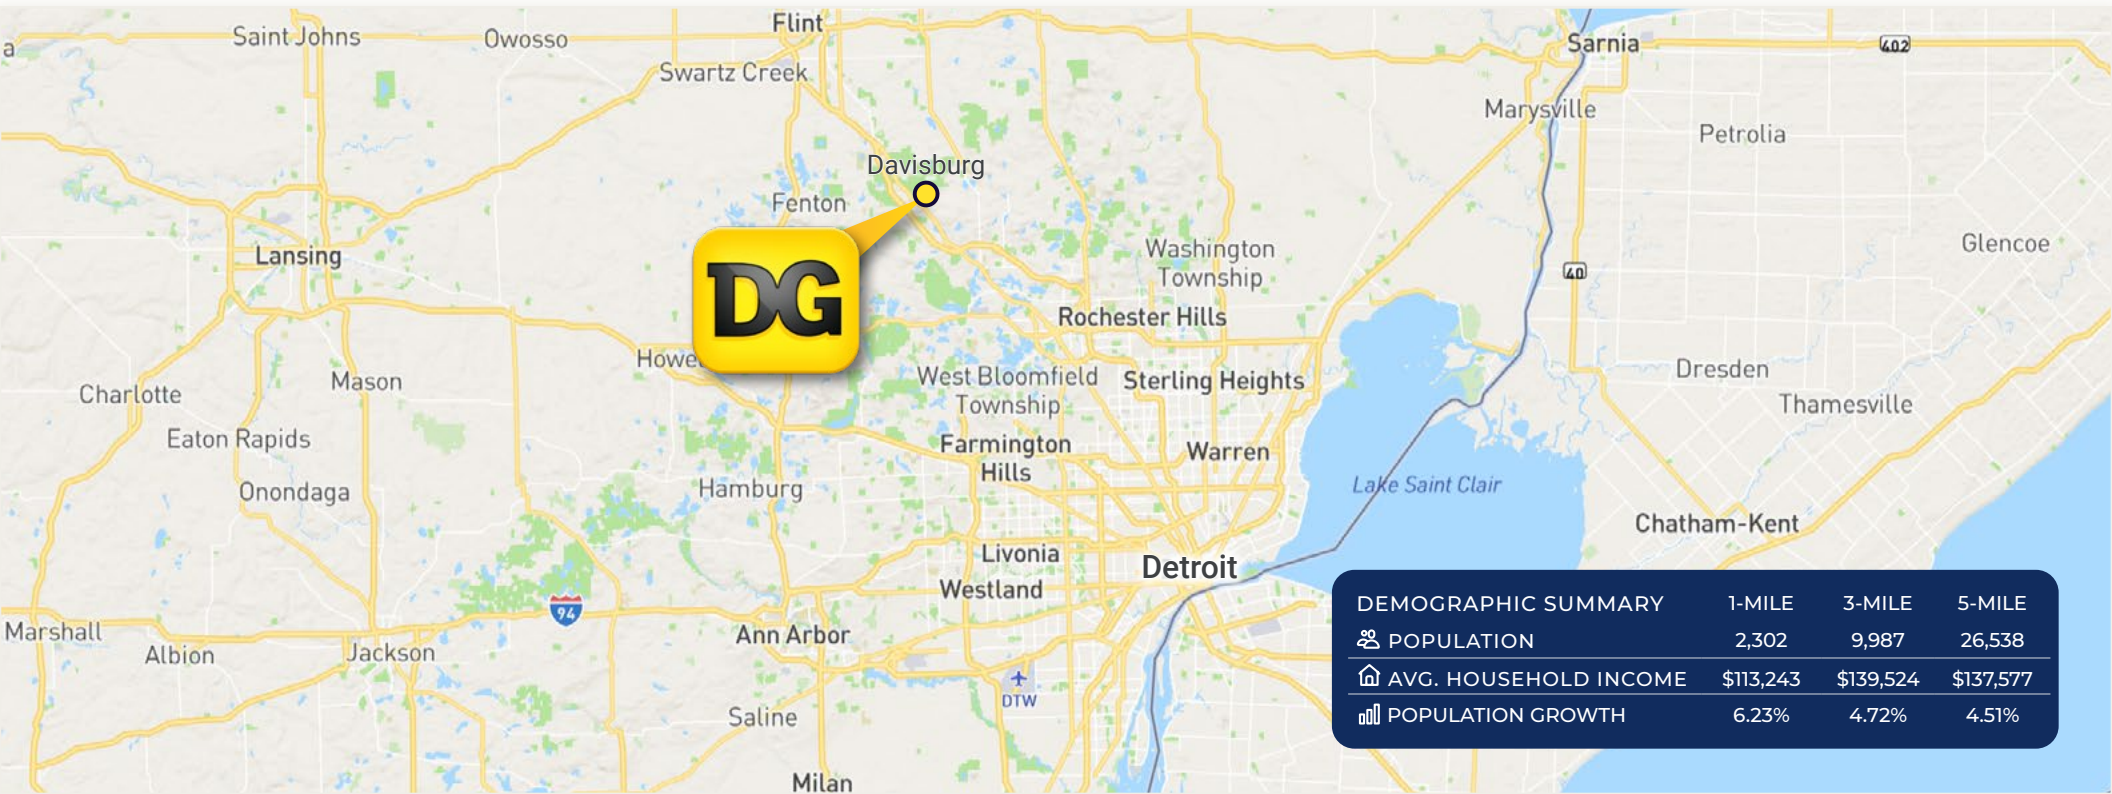 Flint
Saint Johns
Owosso
a
Sarnia
402
Swartz Creek
Marysville
Petrolia
Davisburg
Fenton
Glencoe
Lansing
Washington
Township
40
DG
Rochester Hills
Howe
Dresden
Mason
West Bloomfield
Township
Sterling Heights
Charlotte
Thamesville
Eaton Rapids
Farmington
Hills
Warren
Lake Saint Clair
Hamburg
Onondaga
Chatham-Kent
Livonia
Detroit
Westland
94
Marshall
Ann Arbor
Albion
Jackson
DTW
Saline
Milan
DEMOGRAPHIC SUMMARY 1-MILE 3-MILE 5-MILE
POPULATION 2,302 9,987 26,538
AVG. HOUSEHOLD INCOME $113,243 $139,524 $137,577
POPULATION GROWTH 6.23% 4.72% 4.51%